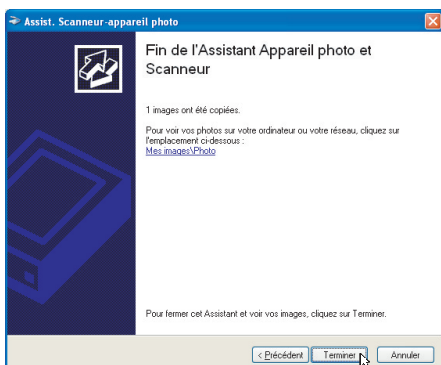 Assist. Scanneur-appareil photo
Fin de l'Assistant Appareil photo et
Scanneur
1 images ont été copiées.
Pour voir vos photos sur votre ordinateur ou votre réseau, cliquez sur
l'emplacement ci-dessous :
Mes images\Photo
Pour fermer cet Assistant et voir vos images, cliquez sur Terminer.
< Précédent Terminer Annuler